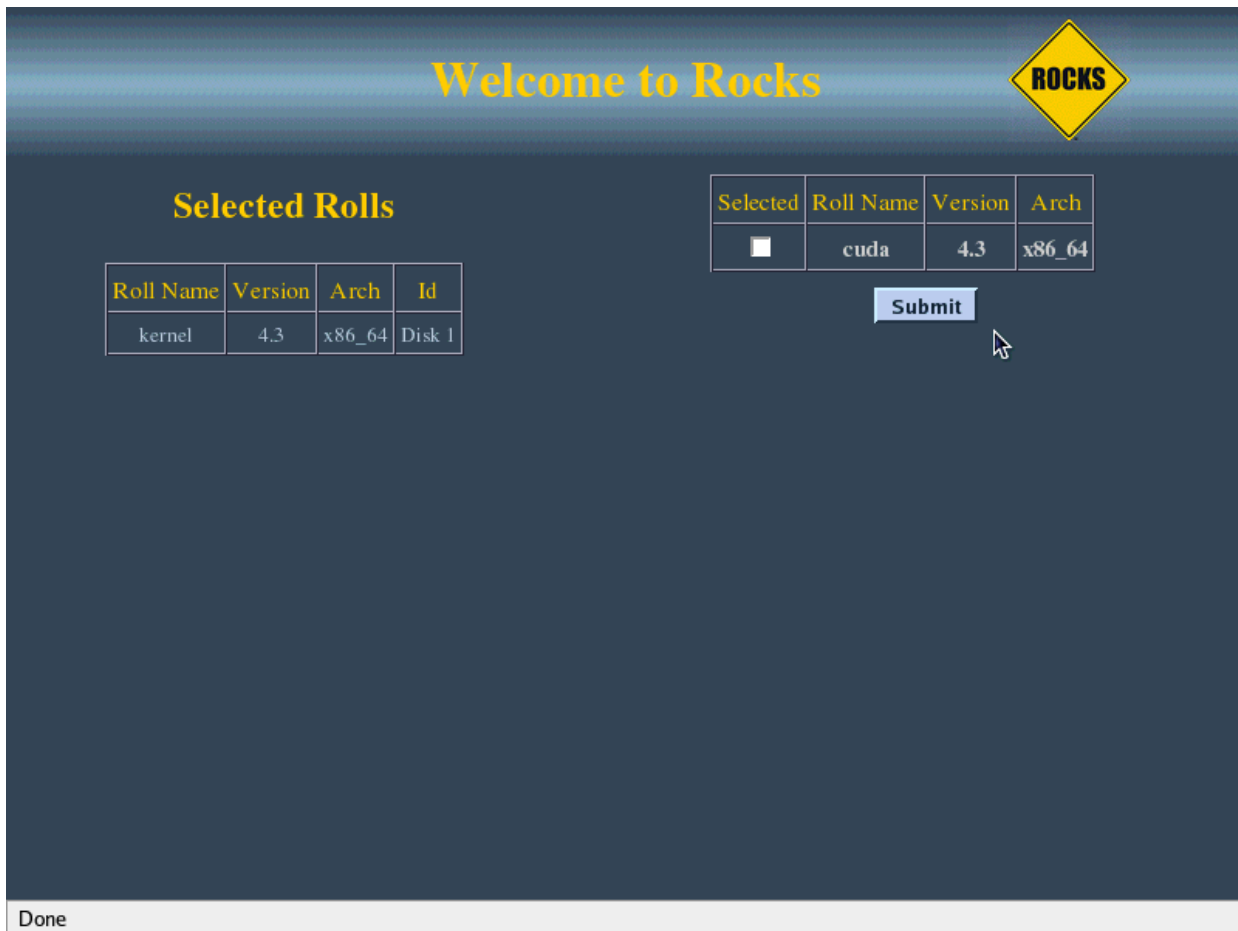 Welcome to Rocks
ROCKS
Selected Rolls
Roll Name Version Arch Id
kernel 4.3 x86_64 Disk 1
Selected Roll Name Version Arch
cuda 4.3 x86_64
Submit
Done